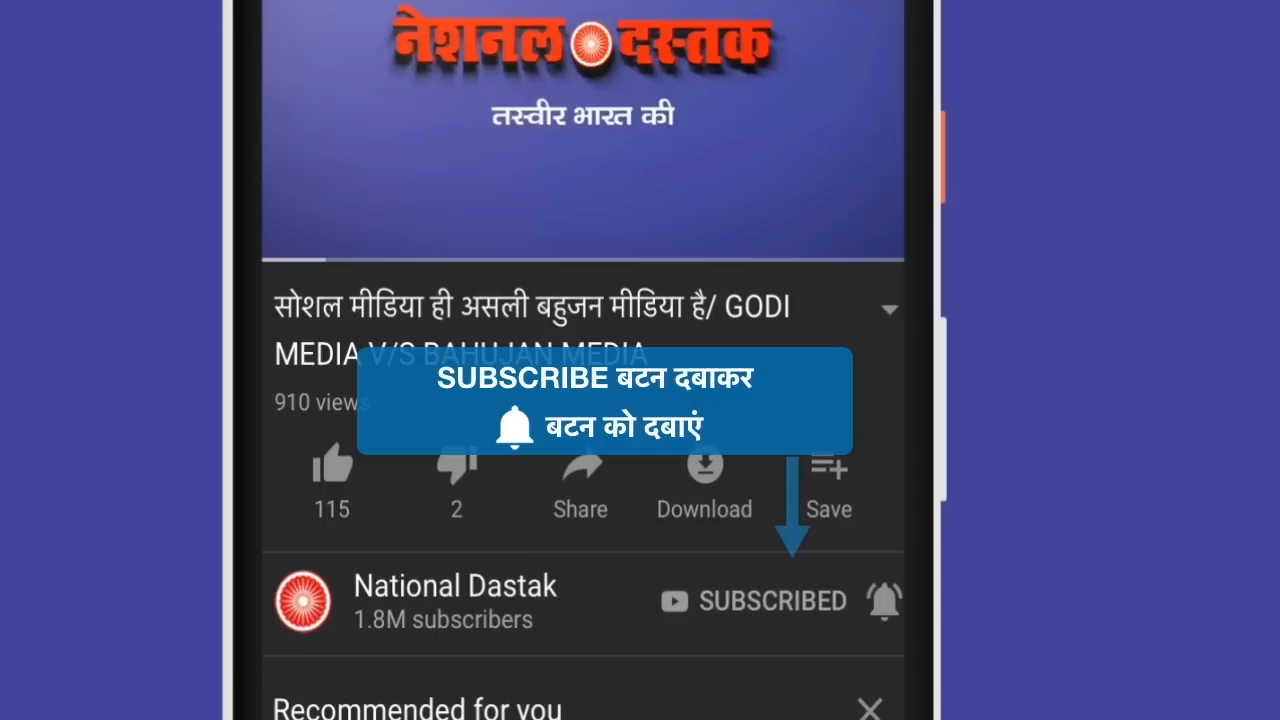 नेशनल दस्तक
तस्वीर भारत की
सोशल मीडिया ही असली बहुजन मीडिया है/ GODI
MEDIA V/S BAHUJAN MEDIA
910 views
SUBSCRIBE बटन दबाकर
बटन को दबाएं
115
2
Share
Download
Save
National Dastak
1.8M subscribers
SUBSCRIBED
Recommended for you